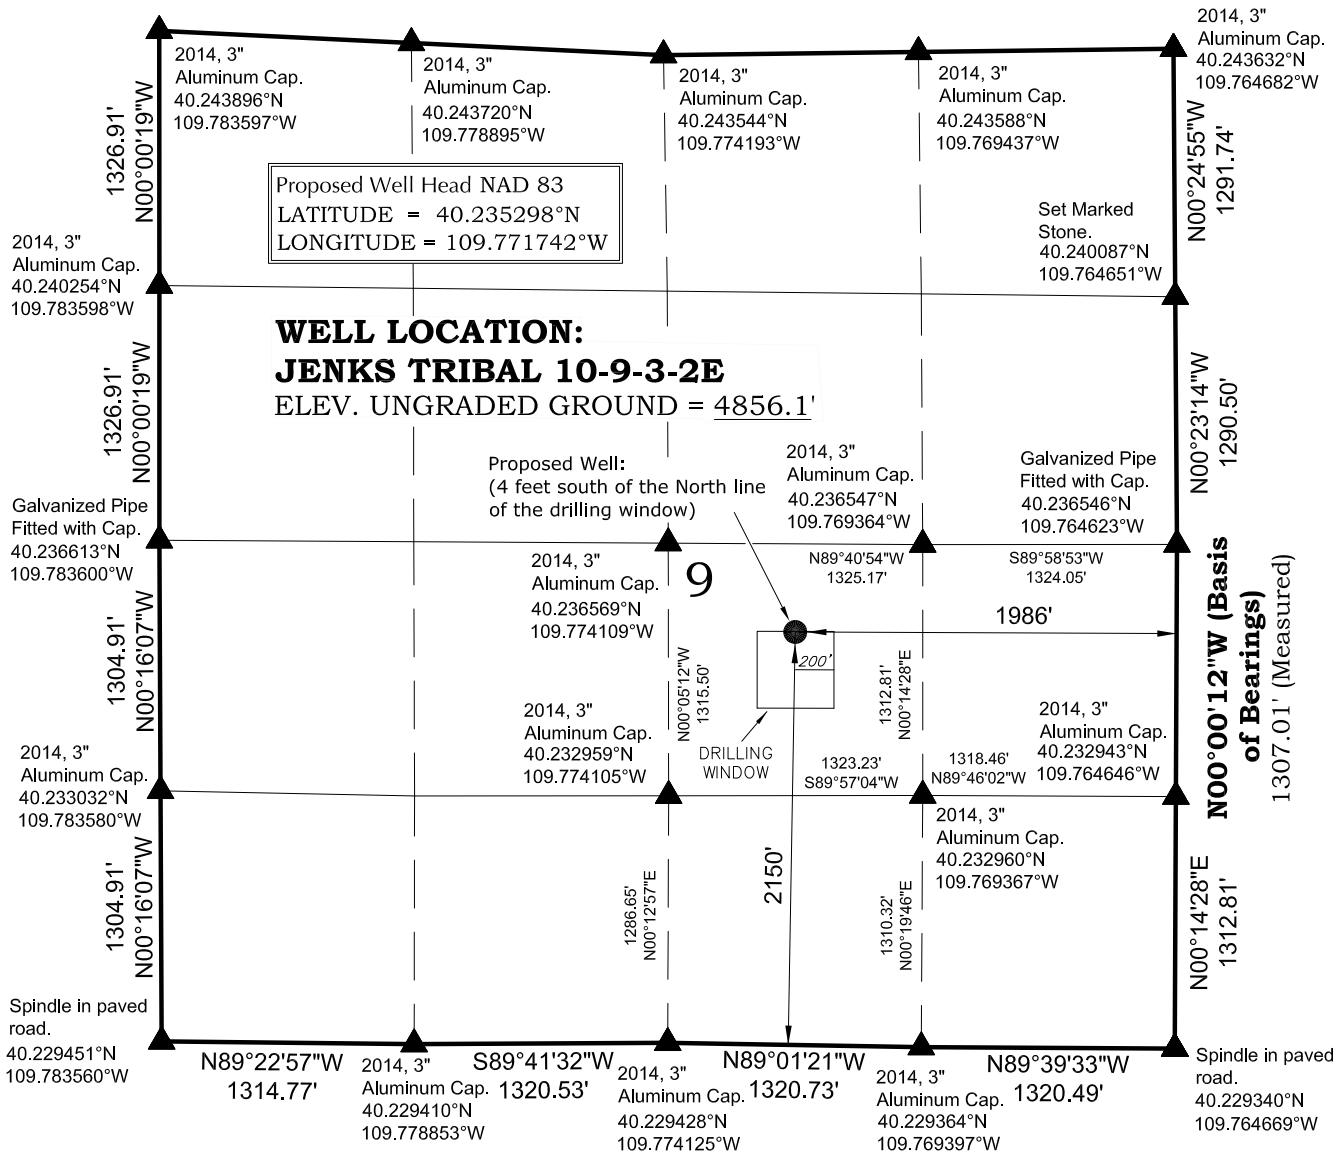 2014, 3"
Aluminum Cap.
40.243896°N
109.783597°W
2014, 3"
Aluminum Cap.
40.243720°N
109.778895°W
2014, 3"
Aluminum Cap.
40.243544°N
109.774193°W
2014, 3"
Aluminum Cap.
40.243588°N
109.769437°W
2014, 3"
Aluminum Cap.
40.243632°N
109.764682°W
1326.91'
N00°00'19"W
N00°24'55"W
1291.74'
Proposed Well Head NAD 83
LATITUDE = 40.235298°N
LONGITUDE = 109.771742°W
Set Marked
Stone.
40.240087°N
109.764651°W
2014, 3"
Aluminum Cap.
40.240254°N
109.783598°W
WELL LOCATION:
JENKS TRIBAL 10-9-3-2E
ELEV. UNGRADED GROUND = 4856.1'
1326.91'
N00°00'19"W
N00°23'14"W
1290.50'
Proposed Well:
(4 feet south of the North line
of the drilling window)
2014, 3"
Aluminum Cap.
40.236547°N
109.769364°W
Galvanized Pipe
Fitted with Cap.
40.236546°N
109.764623°W
Galvanized Pipe
Fitted with Cap.
40.236613°N
109.783600°W
2014, 3"
Aluminum Cap.
40.236569°N
109.774109°W
9
N89°40'54"W
1325.17'
S89°58'53"W
1324.05'
1986'
200'
N00°00'12"W (Basis
of Bearings)
1307.01' (Measured)
1304.91'
N00°16'07"W
N00°05'12"W
1315.50'
1312.81'
N00°14'28"E
2014, 3"
Aluminum Cap.
40.232959°N
109.774105°W
DRILLING
WINDOW
2014, 3"
Aluminum Cap.
40.232943°N
109.764646°W
1323.23'
S89°57'04"W
1318.46'
N89°46'02"W
2014, 3"
Aluminum Cap.
40.233032°N
109.783580°W
2014, 3"
Aluminum Cap.
40.232960°N
109.769367°W
1304.91'
N00°16'07"W
1286.65'
N00°12'57"E
2150'
1310.32'
N00°19'46"E
N00°14'28"E
1312.81'
Spindle in paved
road.
40.229451°N
109.783560°W
N89°22'57"W
1314.77'
2014, 3"
Aluminum Cap.
40.229410°N
109.778853°W
S89°41'32"W
1320.53'
2014, 3"
Aluminum Cap.
40.229428°N
109.774125°W
N89°01'21"W
1320.73'
2014, 3"
Aluminum Cap.
40.229364°N
109.769397°W
N89°39'33"W
1320.49'
Spindle in paved
road.
40.229340°N
109.764669°W